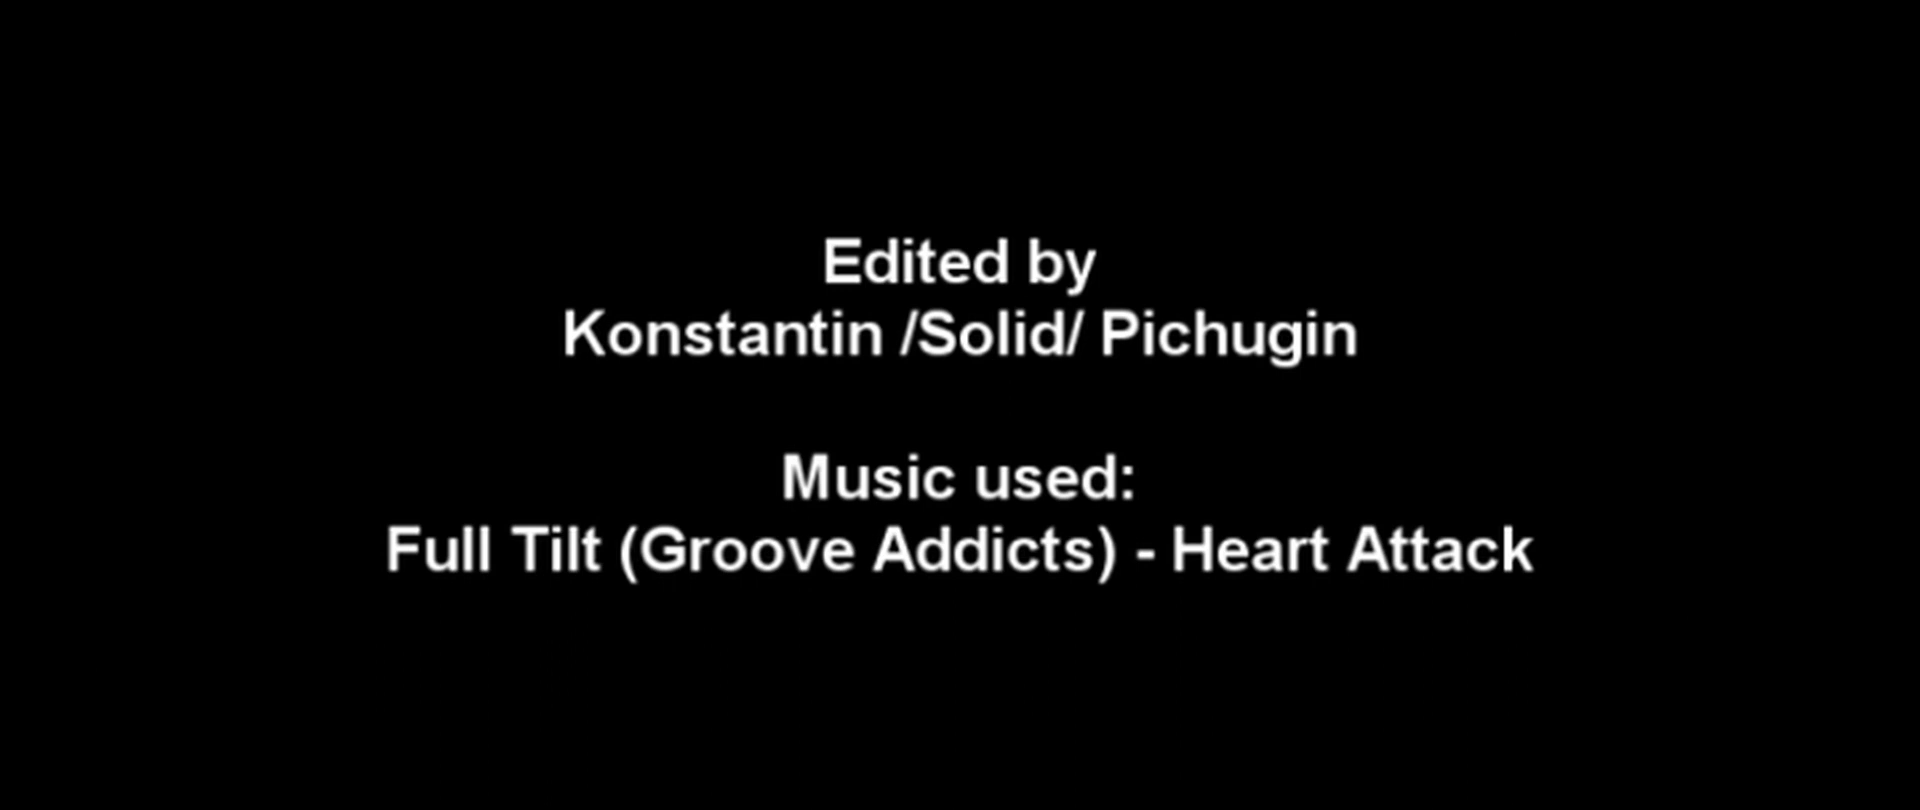 Edited by
Konstantin /Solid/ Pichugin
Music used:
Full Tilt (Groove Addicts) - Heart Attack